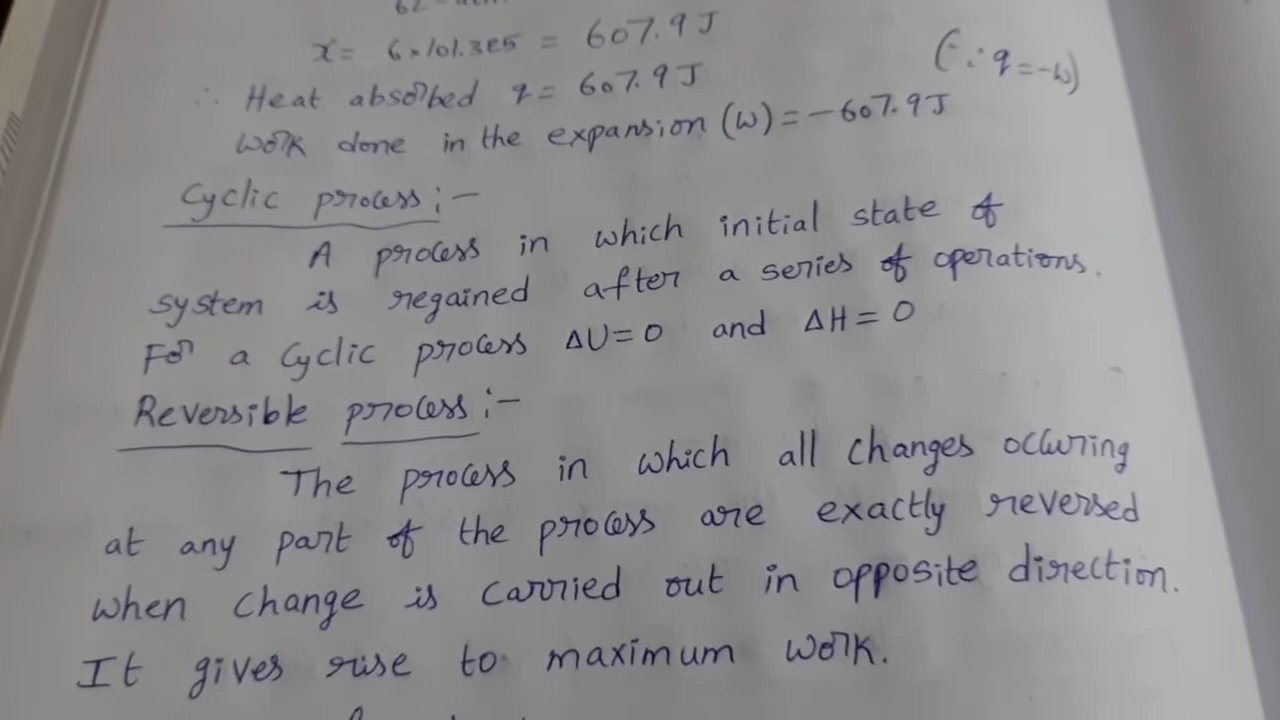 x = 6×101.325 = 607.9 J
∴ Heat absorbed q = 607.9 J (∵ q = -w)
Work done in the expansion (w) = -607.9 J
Cyclic process :-
A process in which initial state of
system is regained after a series of operations.
For a cyclic process ΔU = 0 and ΔH = 0
Reversible process :-
The process in which all changes occuring
at any part of the process are exactly reversed
when change is carried out in opposite direction.
It gives rise to maximum work.